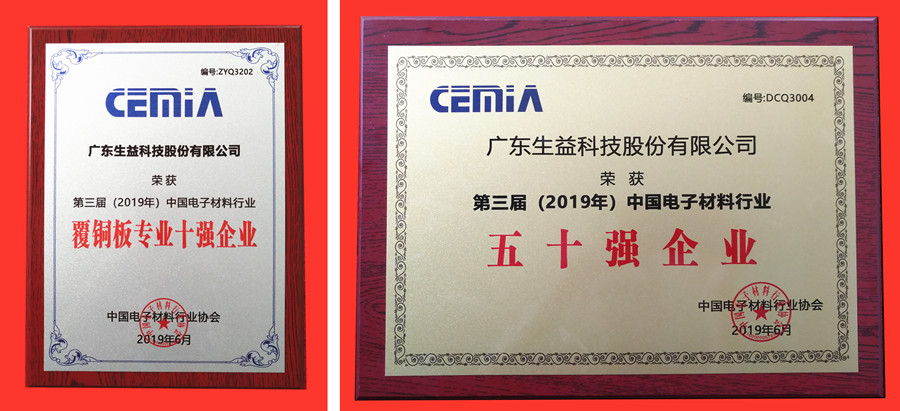 编号:ZYQ3202
CEMIA
广东生益科技股份有限公司
荣获
第三届（2019年）中国电子材料行业
覆铜板专业十强企业
中国电子材料行业协会
2019年6月
编号:DCQ3004
CEMIA
广东生益科技股份有限公司
荣 获
第三届（2019年）中国电子材料行业
五十强企业
中国电子材料行业协会
2019年6月